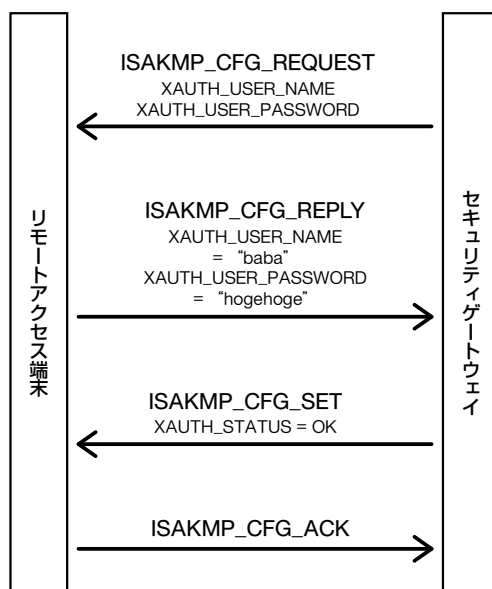 ISAKMP_CFG_REQUEST
XAUTH_USER_NAME
XAUTH_USER_PASSWORD
リモートアクセス端末
ISAKMP_CFG_REPLY
XAUTH_USER_NAME
= “baba”
XAUTH_USER_PASSWORD
= “hogehoge”
セキュリティゲートウェイ
ISAKMP_CFG_SET
XAUTH_STATUS = OK
ISAKMP_CFG_ACK